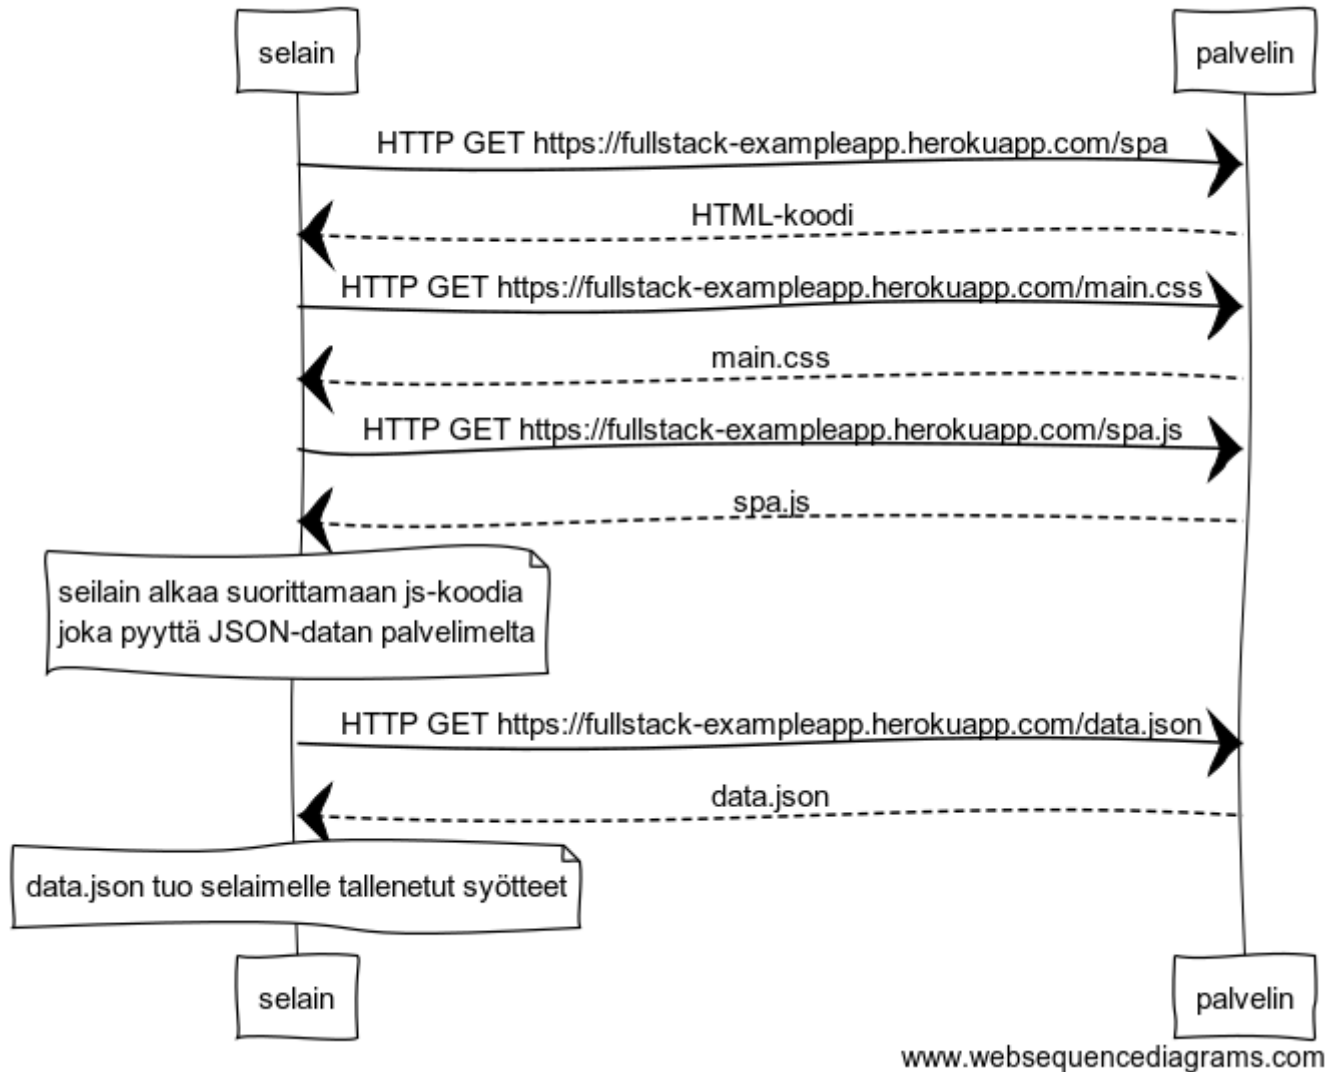 selain
palvelin
HTTP GET https://fullstack-exampleapp.herokuapp.com/spa
HTML-koodi
HTTP GET https://fullstack-exampleapp.herokuapp.com/main.css
main.css
HTTP GET https://fullstack-exampleapp.herokuapp.com/spa.js
spa.js
seilain alkaa suorittamaan js-koodia
joka pyyttä JSON-datan palvelimelta
HTTP GET https://fullstack-exampleapp.herokuapp.com/data.json
data.json
data.json tuo selaimelle tallenetut syötteet
selain
palvelin
www.websequencediagrams.com